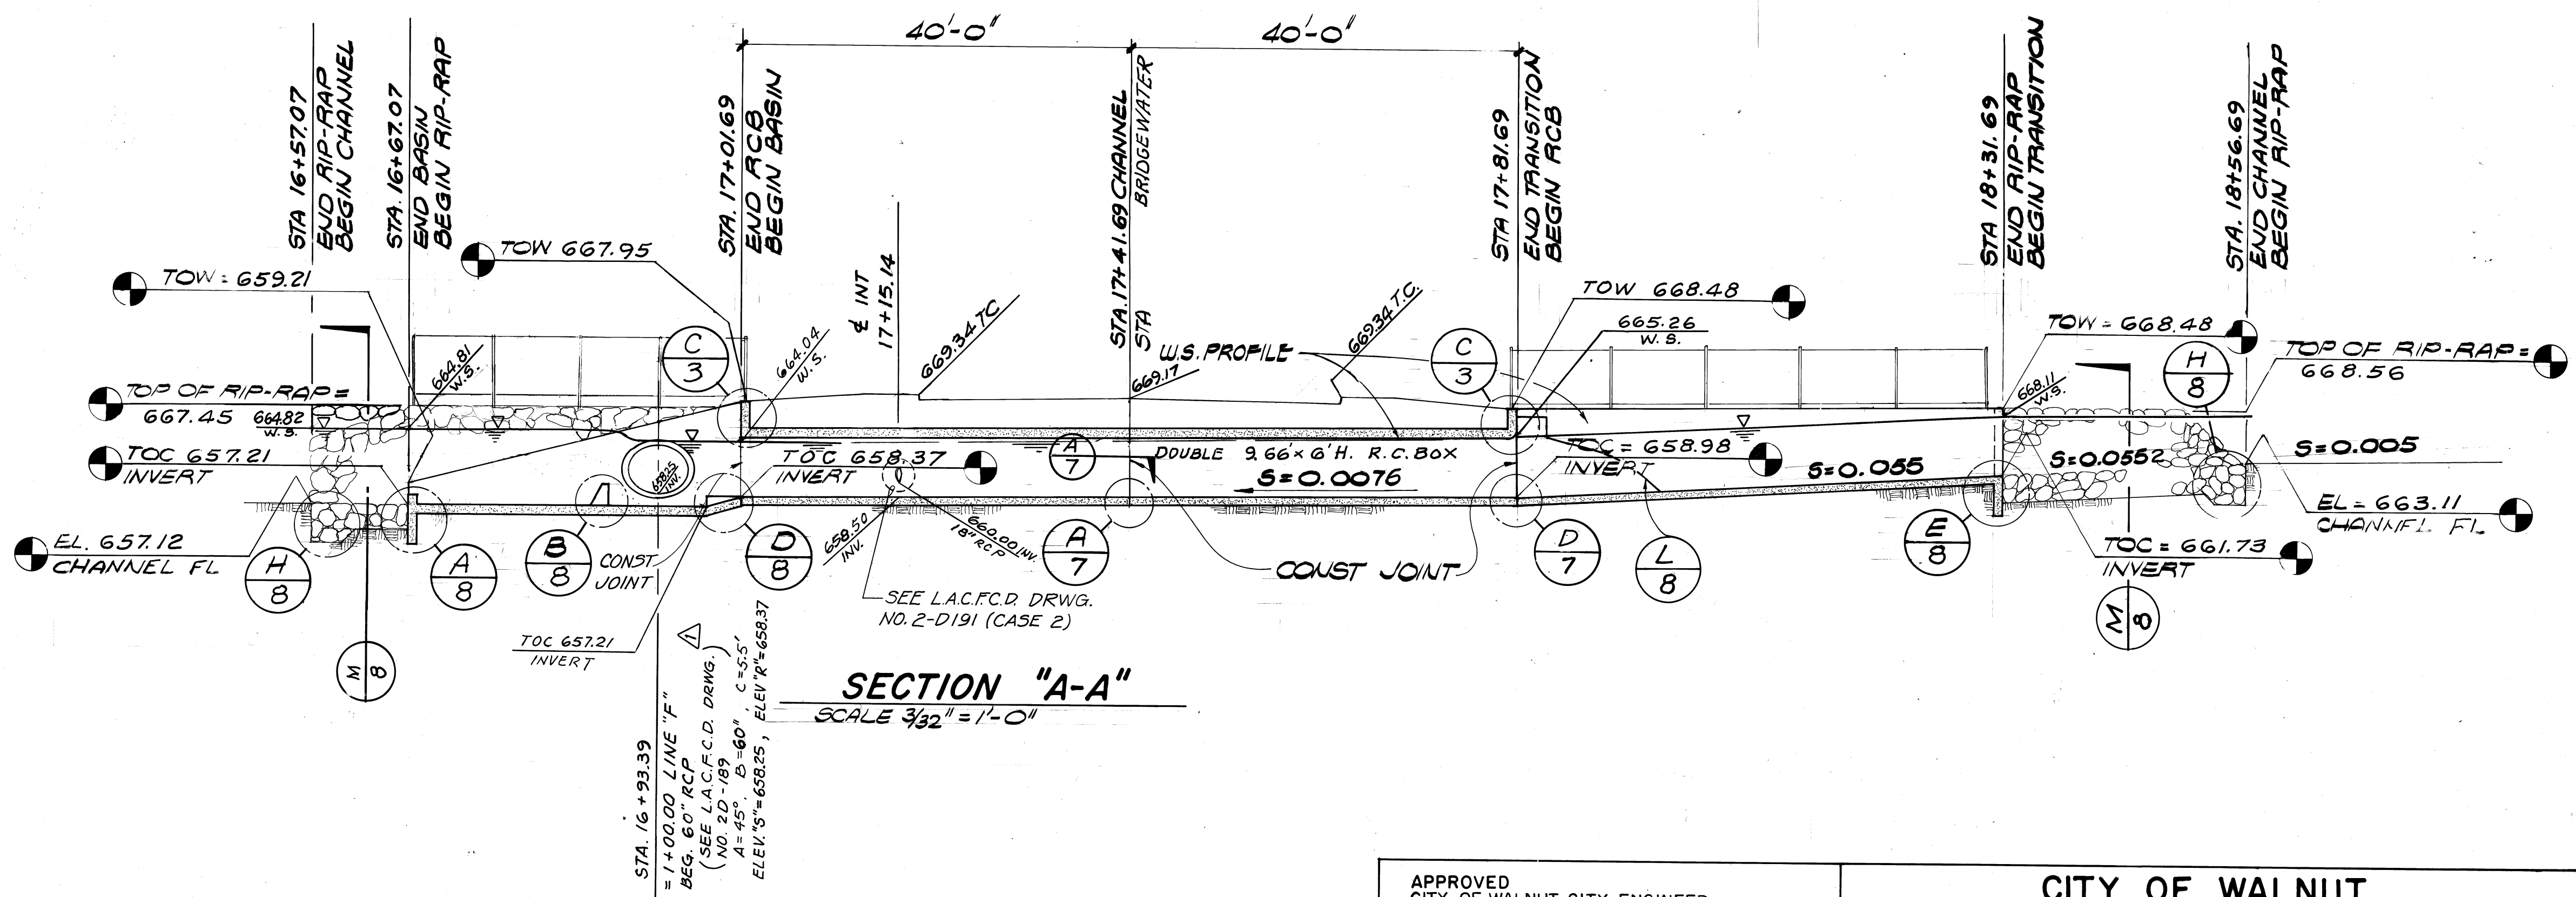 40'-0"
40'-0"
STA 16+57.07
END RIP-RAP
BEGIN CHANNEL
STA. 16+67.07
END BASIN
BEGIN RIP-RAP
STA. 17+01.69
END RCB
BEGIN BASIN
℄ INT
17+15.14
STA. 17+41.69 CHANNEL
STA BRIDGEWATER
STA 17+81.69
END TRANSITION
BEGIN RCB
STA 18+31.69
END RIP-RAP
BEGIN TRANSITION
STA. 18+56.69
END CHANNEL
BEGIN RIP-RAP
TOW = 659.21
TOW 667.95
669.34 TC
669.17
669.34 T.C.
U.S. PROFILE
TOW 668.48
665.26
W.S.
TOW = 668.48
TOP OF RIP-RAP =
668.56
TOP OF RIP-RAP =
667.45
664.82
W.S.
664.81
W.S.
C
3
664.04
W.S.
C
3
668.11
W.S.
H
8
TOC 657.21
INVERT
658.25
INV.
TOC 658.37
INVERT
A
7
DOUBLE 9.66' x 6' H. R.C. BOX
S=0.0076
TOC = 658.98
INVERT
S=0.055
S=0.0552
S=0.005
EL. 657.12
CHANNEL FL
H
8
A
8
B
8
CONST
JOINT
D
8
658.50
INV.
660.00 INV.
18" RCP
A
7
CONST JOINT
D
7
L
8
E
8
TOC = 661.73
INVERT
EL = 663.11
CHANNEL FL
M
8
M
8
SEE L.A.C.F.C.D. DRWG.
NO. 2-D191 (CASE 2)
TOC 657.21
INVERT
1
STA. 16+93.39
= 1+00.00 LINE "F"
BEG. 60" RCP
(SEE L.A.C.F.C.D. DRWG.)
(NO. 2D-189)
A=45°, B=60", C=5.5'
ELEV. "S"=658.25, ELEV "R"=658.37
SECTION "A-A"
SCALE 3/32" = 1'-0"
APPROVED
CITY OF WALNUT CITY ENGINEER
CITY OF WALNUT